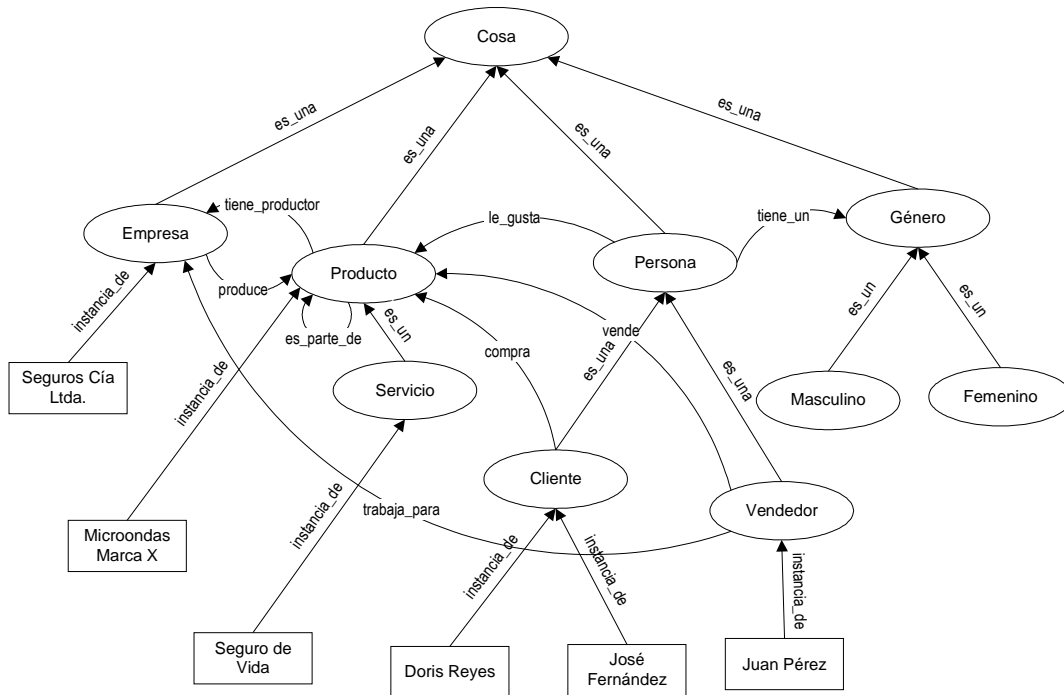 Cosa
es_una
es_una
es_una
es_una
tiene_productor
le_gusta
tiene_un
Género
Empresa
Producto
Persona
instancia_de
produce
es_parte_de
es_un
vende
es_un
es_un
compra
es_una
es_una
Seguros Cía
Ltda.
instancia_de
Servicio
Masculino
Femenino
Cliente
instancia_de
trabaja_para
Vendedor
Microondas
Marca X
instancia_de
instancia_de
instancia_de
Seguro de
Vida
Doris Reyes
José
Fernández
Juan Pérez